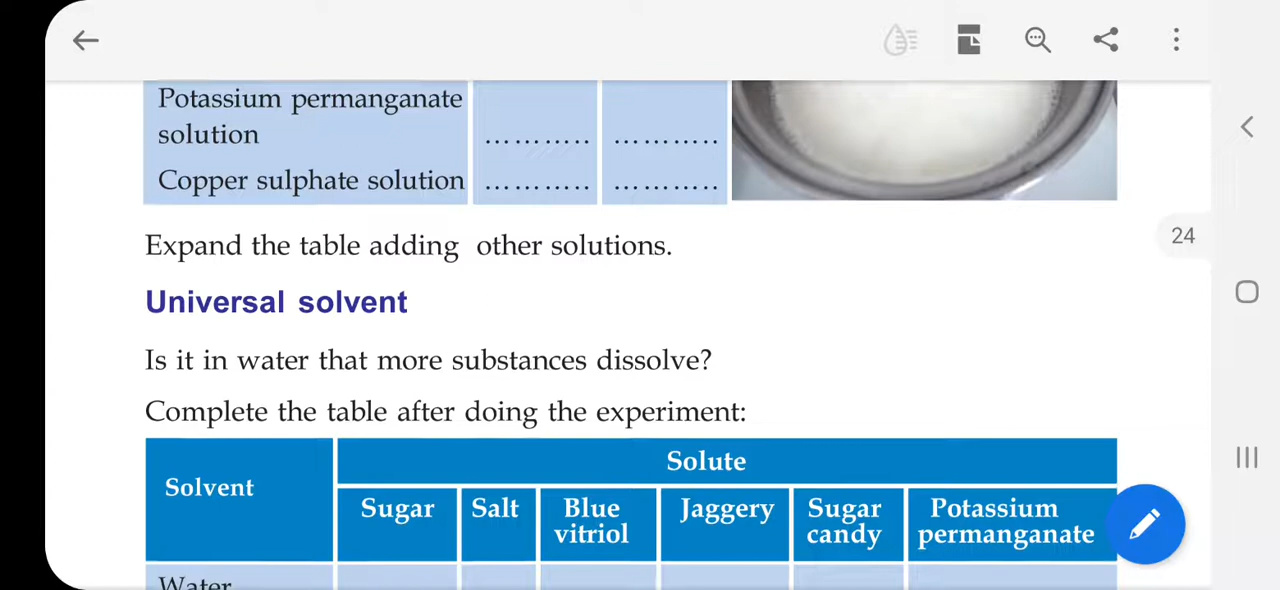 Potassium permanganate
solution ........... ...........
Copper sulphate solution ........... ...........
24
Expand the table adding other solutions.
Universal solvent
Is it in water that more substances dissolve?
Complete the table after doing the experiment:
Solute
Solvent
Sugar Salt Blue vitriol Jaggery Sugar candy Potassium permanganate
Water